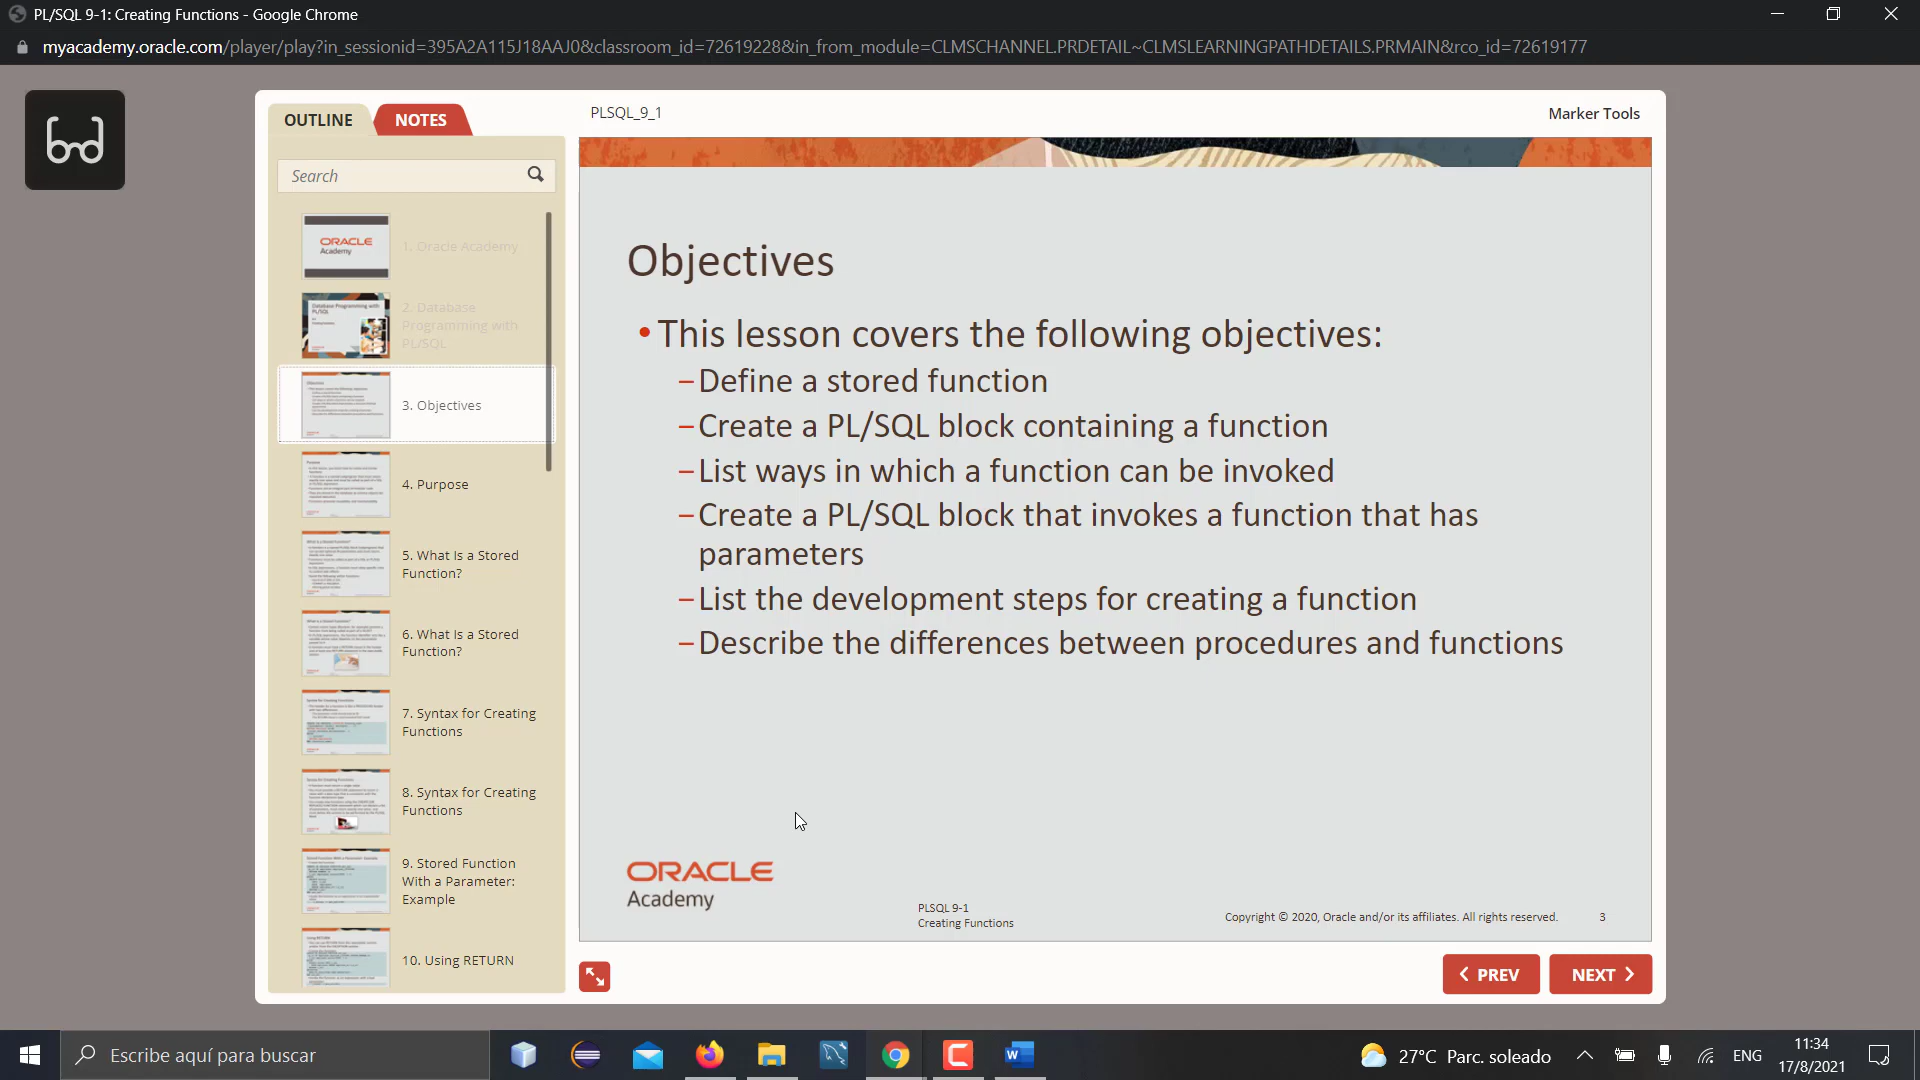 PL/SQL 9-1: Creating Functions - Google Chrome
myacademy.oracle.com/player/play?in_sessionid=395A2A115J18AAJ0&classroom_id=72619228&in_from_module=CLMSCHANNEL.PRDETAIL~CLMSLEARNINGPATHDETAILS.PRMAIN&rco_id=72619177
OUTLINE
NOTES
PLSQL_9_1
Marker Tools
Search
ORACLE
Academy
1. Oracle Academy
Database Programming with
PL/SQL
2. Database
Programming with
PL/SQL
3. Objectives
4. Purpose
5. What Is a Stored
Function?
6. What Is a Stored
Function?
7. Syntax for Creating
Functions
8. Syntax for Creating
Functions
9. Stored Function
With a Parameter:
Example
10. Using RETURN
Objectives
•This lesson covers the following objectives:
–Define a stored function
–Create a PL/SQL block containing a function
–List ways in which a function can be invoked
–Create a PL/SQL block that invokes a function that has
parameters
–List the development steps for creating a function
–Describe the differences between procedures and functions
ORACLE
Academy
PLSQL 9-1
Creating Functions
Copyright © 2020, Oracle and/or its affiliates. All rights reserved.
3
PREV
NEXT
Escribe aquí para buscar
27°C Parc. soleado
ENG
11:34
17/8/2021